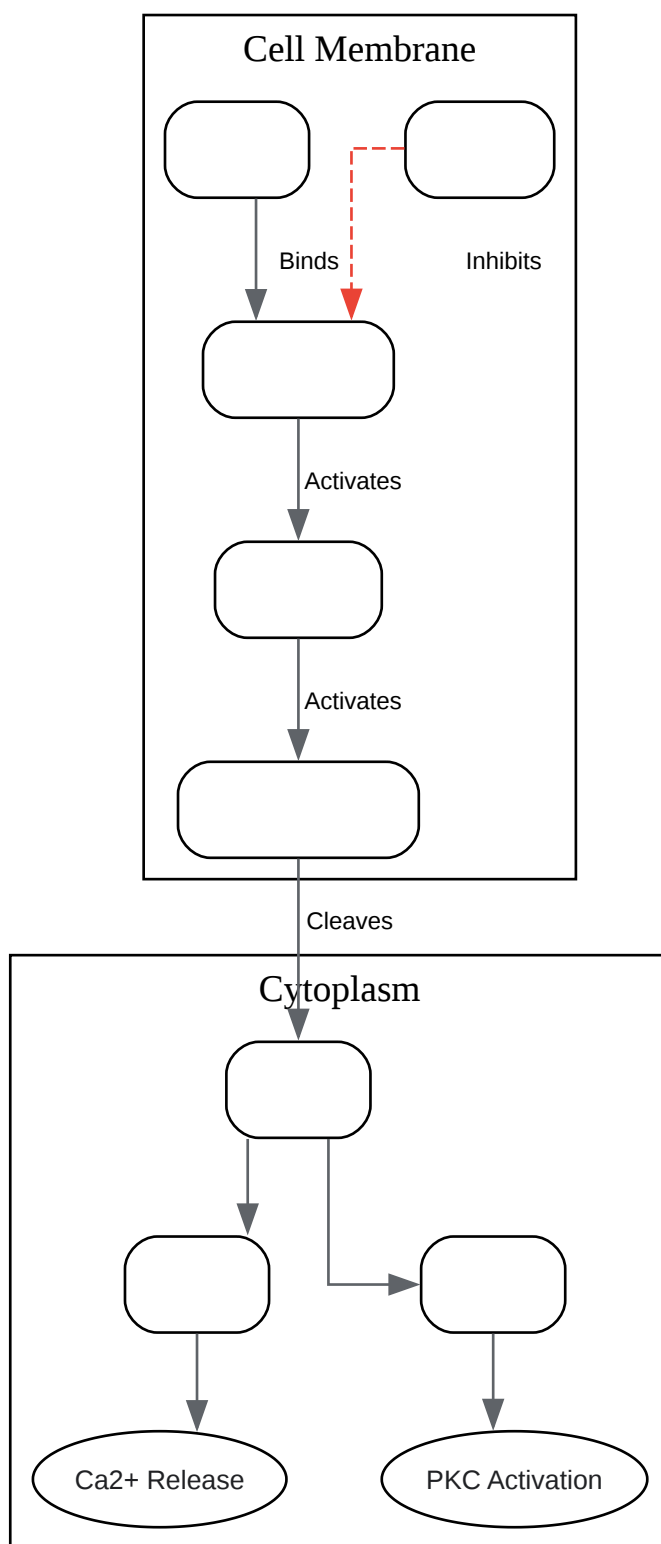 Cell Membrane
Binds
Inhibits
Activates
Activates
Cleaves
Cytoplasm
Ca2+ Release
PKC Activation